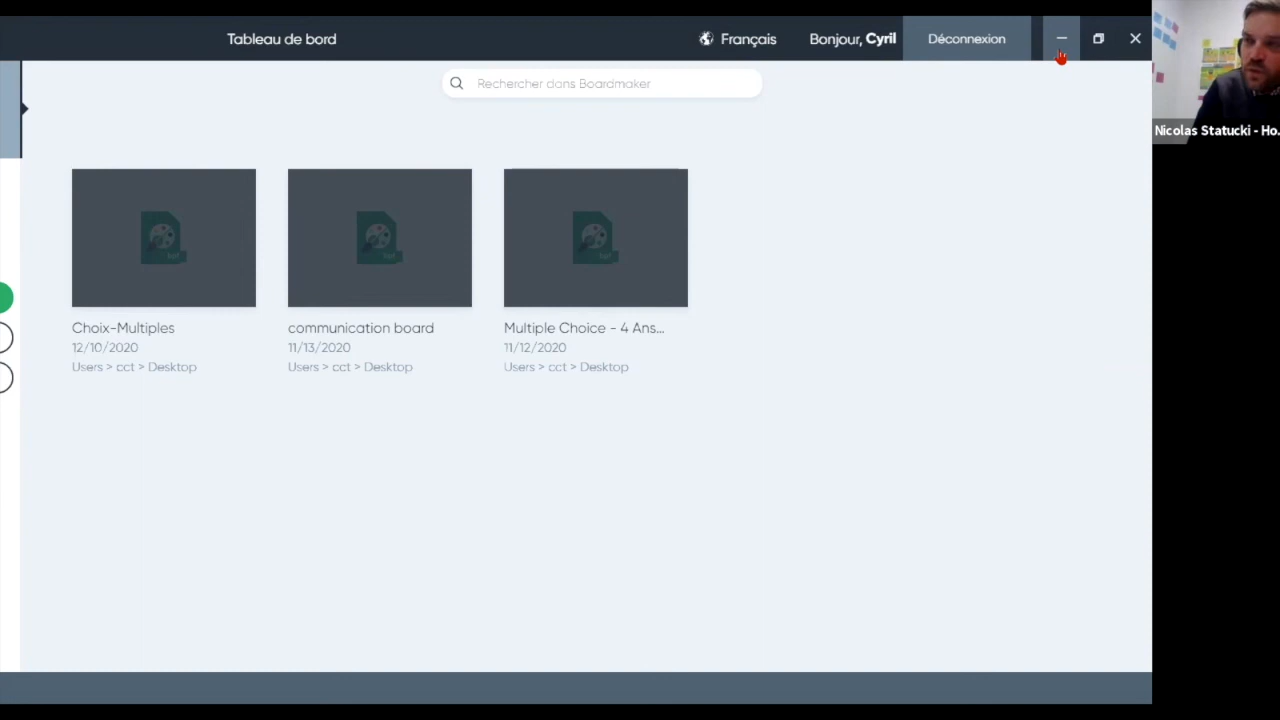 Tableau de bord
Français
Bonjour, Cyril
Déconnexion
Rechercher dans Boardmaker
Nicolas Statucki - Ho...
Choix-Multiples
12/10/2020
Users > cct > Desktop
communication board
11/13/2020
Users > cct > Desktop
Multiple Choice - 4 Ans...
11/12/2020
Users > cct > Desktop